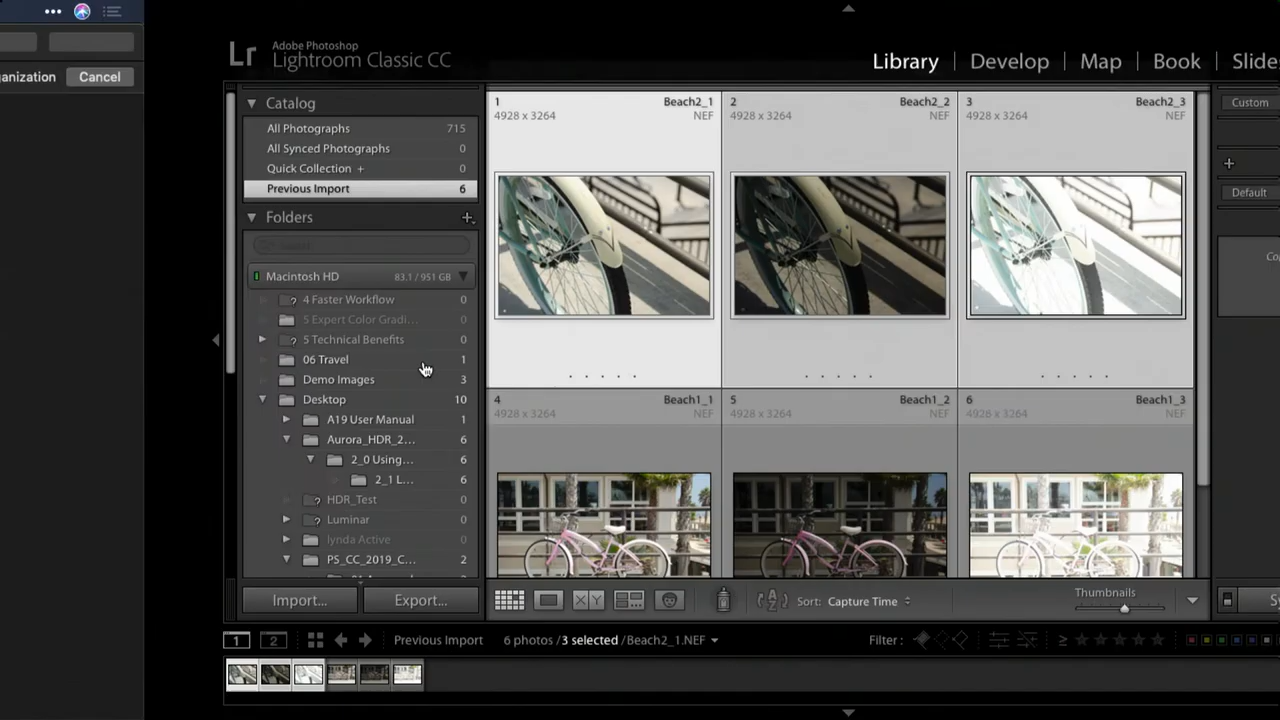 anization Cancel
Lr Adobe Photoshop
Lightroom Classic CC
Library Develop Map Book Slides
Catalog
All Photographs 715
All Synced Photographs 0
Quick Collection + 0
Previous Import 6
Folders +
Macintosh HD 83.1 / 951 GB
? 4 Faster Workflow 0
5 Expert Color Gradi... 0
? 5 Technical Benefits 0
06 Travel 1
Demo Images 3
Desktop 10
A19 User Manual 1
Aurora_HDR_2... 6
2_0 Using... 6
2_1 L... 6
? HDR_Test 0
? Luminar 0
lynda Active 0
PS_CC_2019_C... 2
Import... Export...
1 Beach2_1
4928 x 3264 NEF
2 Beach2_2
4928 x 3264 NEF
3 Beach2_3
4928 x 3264 NEF
4 Beach1_1
4928 x 3264 NEF
5 Beach1_2
4928 x 3264 NEF
6 Beach1_3
4928 x 3264 NEF
Custom
+
Default
Co
X Y A Z Sort: Capture Time Thumbnails Sy
1 2 Previous Import 6 photos / 3 selected / Beach2_1.NEF Filter : ≥